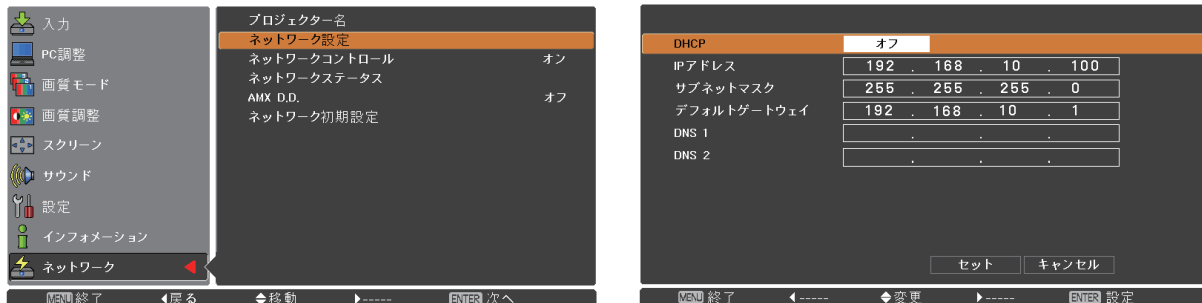 入力
PC調整
画質モード
画質調整
スクリーン
サウンド
設定
インフォメーション
ネットワーク
プロジェクター名
ネットワーク設定
ネットワークコントロール オン
ネットワークステータス
AMX D.D. オフ
ネットワーク初期設定
MENU 終了 戻る 移動 ----- ENTER 次へ
DHCP オフ
IPアドレス 192 . 168 . 10 . 100
サブネットマスク 255 . 255 . 255 . 0
デフォルトゲートウェイ 192 . 168 . 10 . 1
DNS 1 . . .
DNS 2 . . .
セット キャンセル
MENU 終了 ----- 変更 ----- ENTER 設定